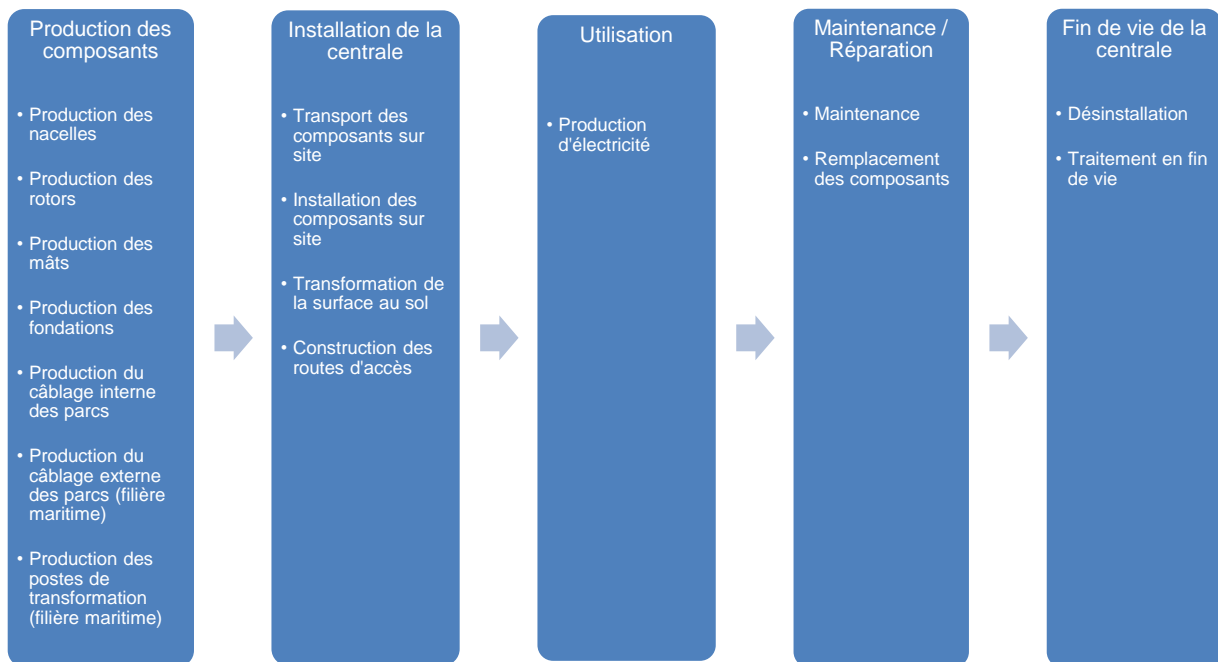 Production des
composants
• Production des
nacelles
• Production des
rotors
• Production des
mâts
• Production des
fondations
• Production du
câblage interne
des parcs
• Production du
câblage externe
des parcs (filière
maritime)
• Production des
postes de
transformation
(filière maritime)
Installation de la
centrale
• Transport des
composants sur
site
• Installation des
composants sur
site
• Transformation de
la surface au sol
• Construction des
routes d'accès
Utilisation
• Production
d'électricité
Maintenance /
Réparation
• Maintenance
• Remplacement
des composants
Fin de vie de la
centrale
• Désinstallation
• Traitement en fin
de vie